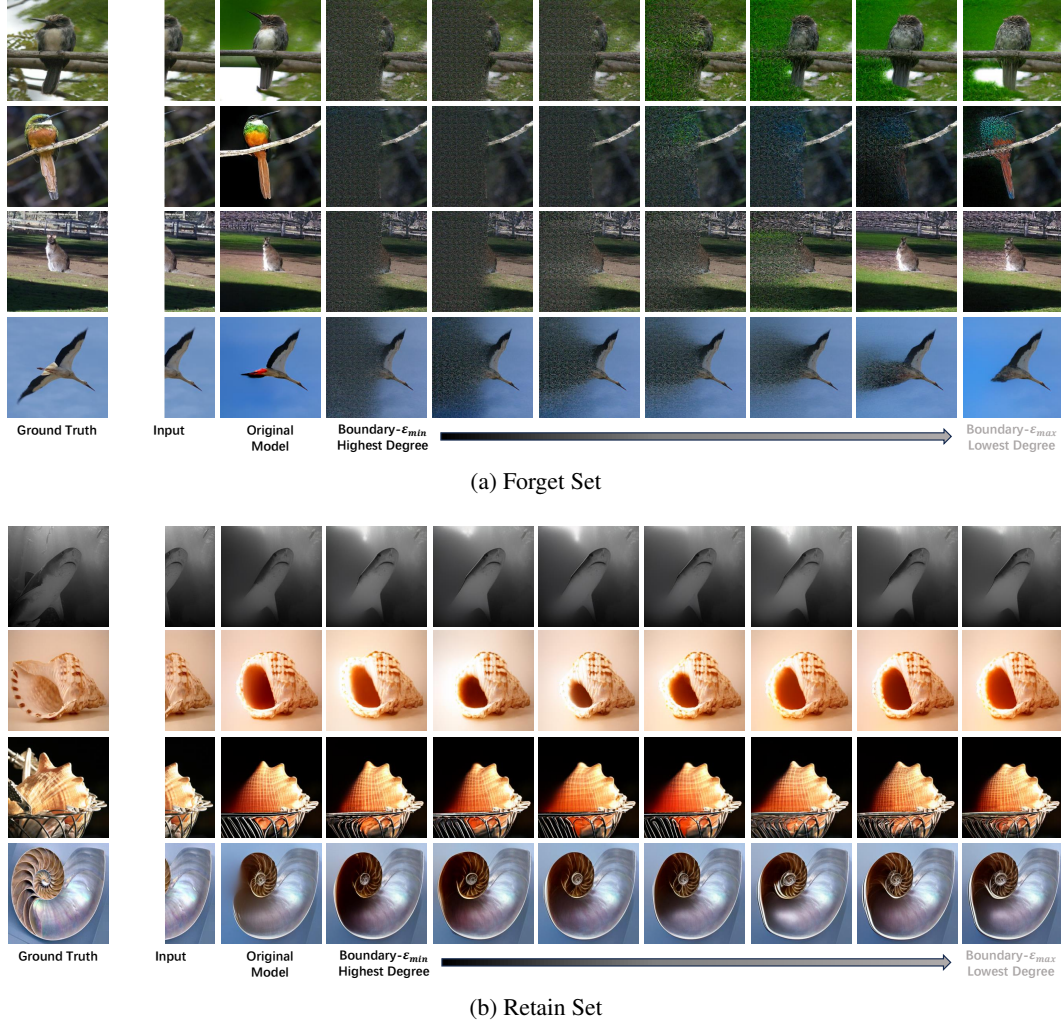 Ground Truth Input Original Model Boundary-εmin Highest Degree Boundary-εmax Lowest Degree
(a) Forget Set
Ground Truth Input Original Model Boundary-εmin Highest Degree Boundary-εmax Lowest Degree
(b) Retain Set